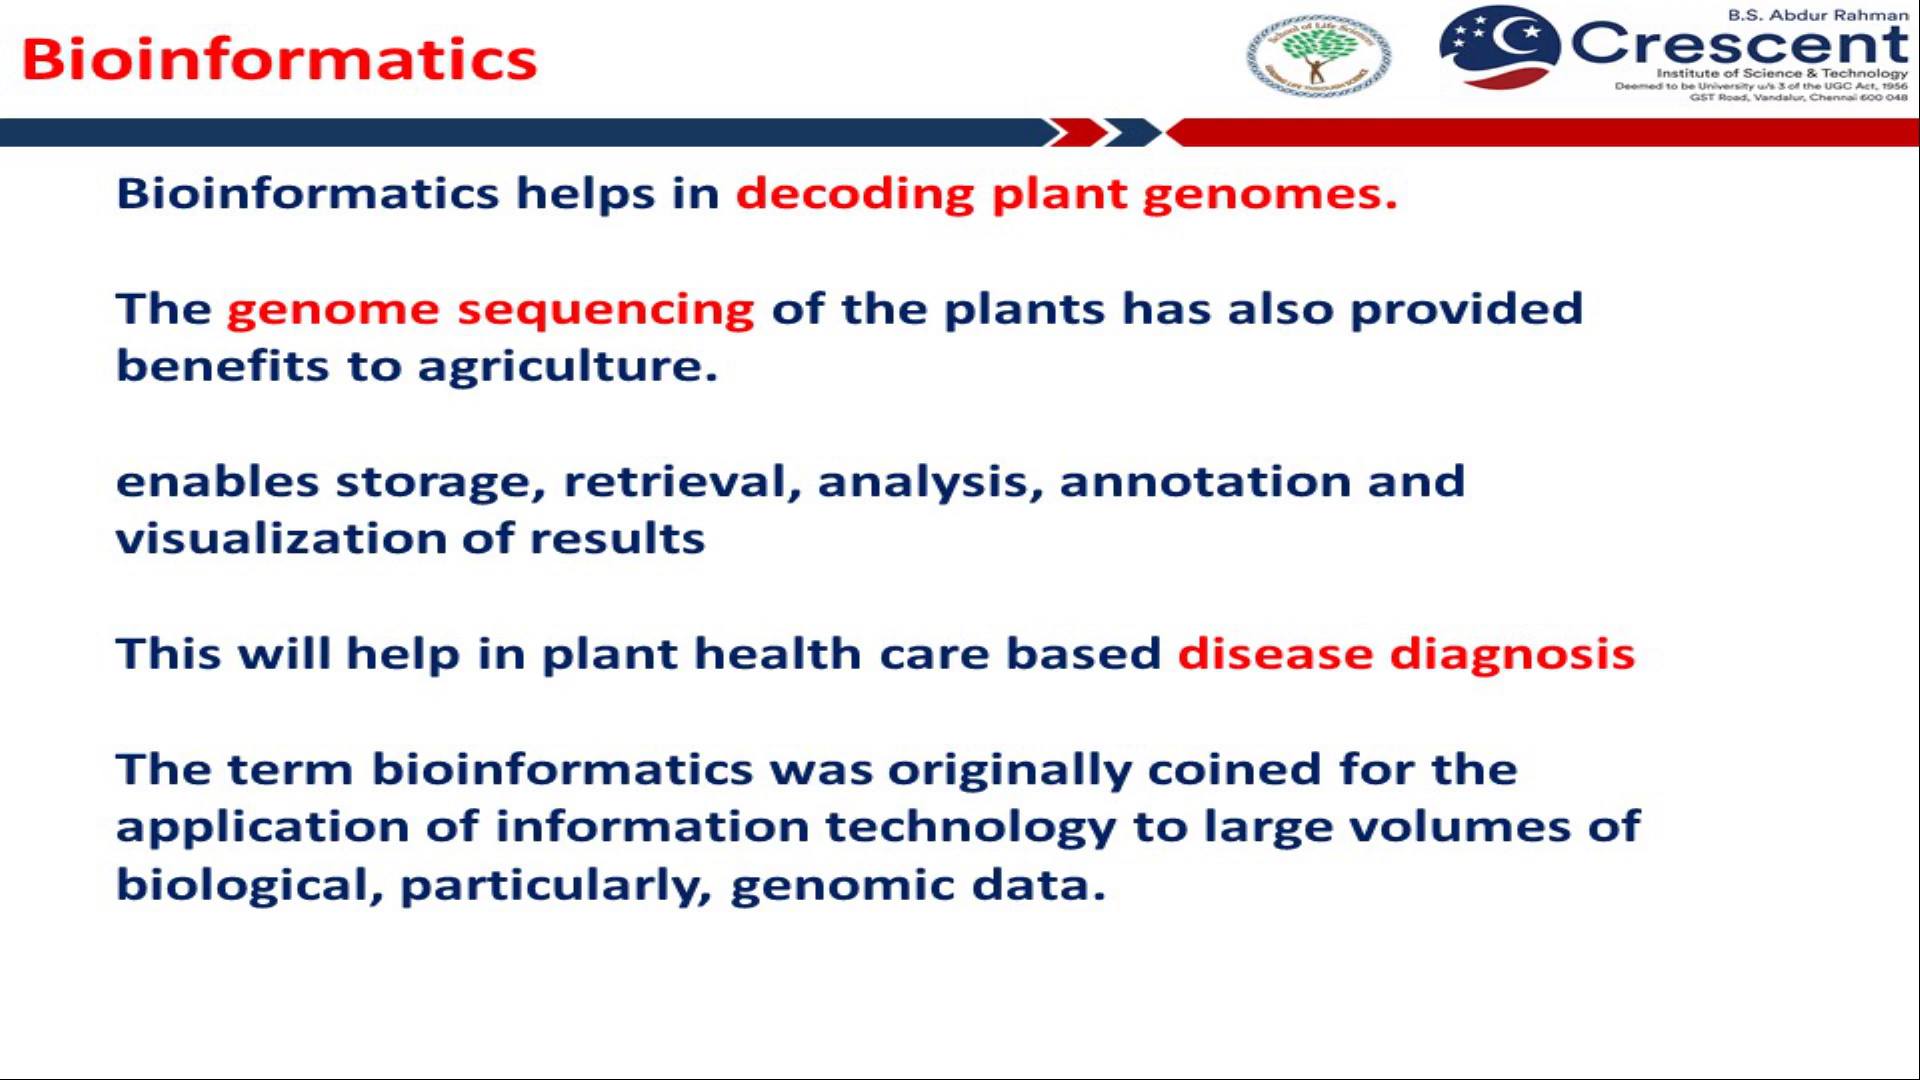 Bioinformatics
School of Life Sciences
B.S. Abdur Rahman
Crescent
Institute of Science & Technology
Deemed to be University u/s 3 of the UGC Act, 1956
GST Road, Vandalur, Chennai 600 048
Bioinformatics helps in decoding plant genomes.
The genome sequencing of the plants has also provided
benefits to agriculture.
enables storage, retrieval, analysis, annotation and
visualization of results
This will help in plant health care based disease diagnosis
The term bioinformatics was originally coined for the
application of information technology to large volumes of
biological, particularly, genomic data.